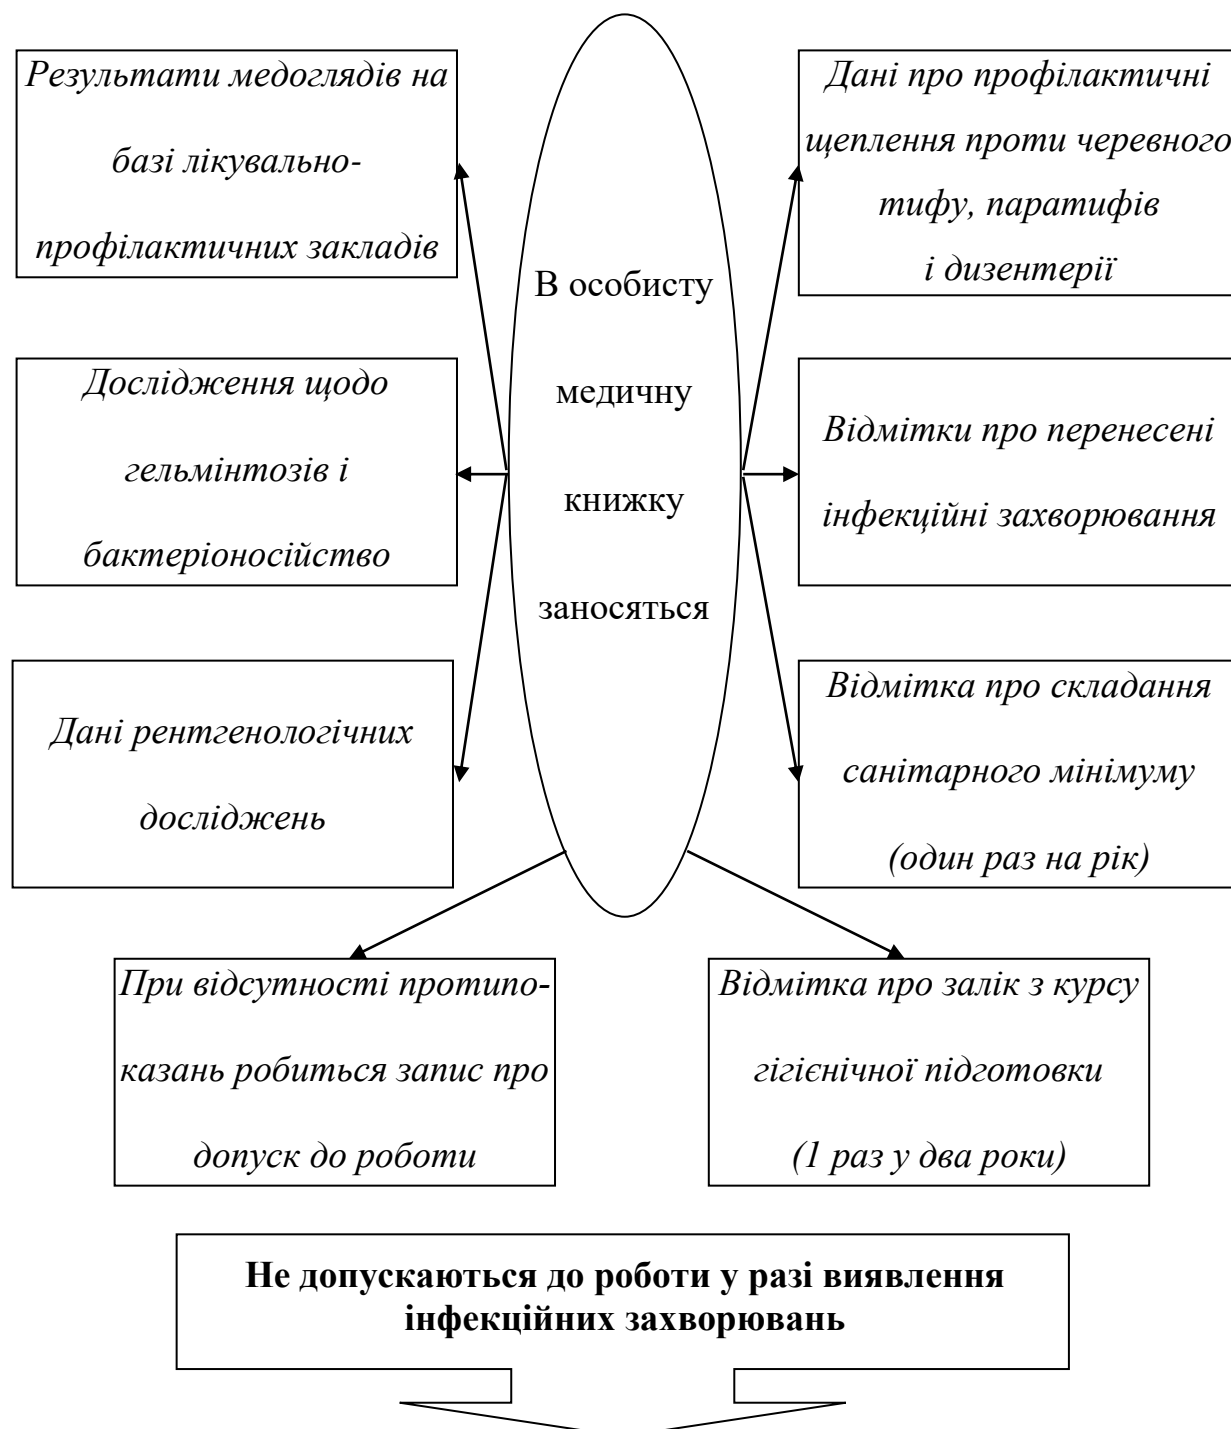 Результати медоглядів на
базі лікувально-
профілактичних закладів
Дані про профілактичні
щеплення проти черевного
тифу, паратифів
і дизентерії
В особисту
медичну
книжку
заносяться
Дослідження щодо
гельмінтозів і
бактеріоносійство
Відмітки про перенесені
інфекційні захворювання
Дані рентгенологічних
досліджень
Відмітка про складання
санітарного мінімуму
(один раз на рік)
При відсутності протипо-
казань робиться запис про
допуск до роботи
Відмітка про залік з курсу
гігієнічної підготовки
(1 раз у два роки)
Не допускаються до роботи у разі виявлення
інфекційних захворювань